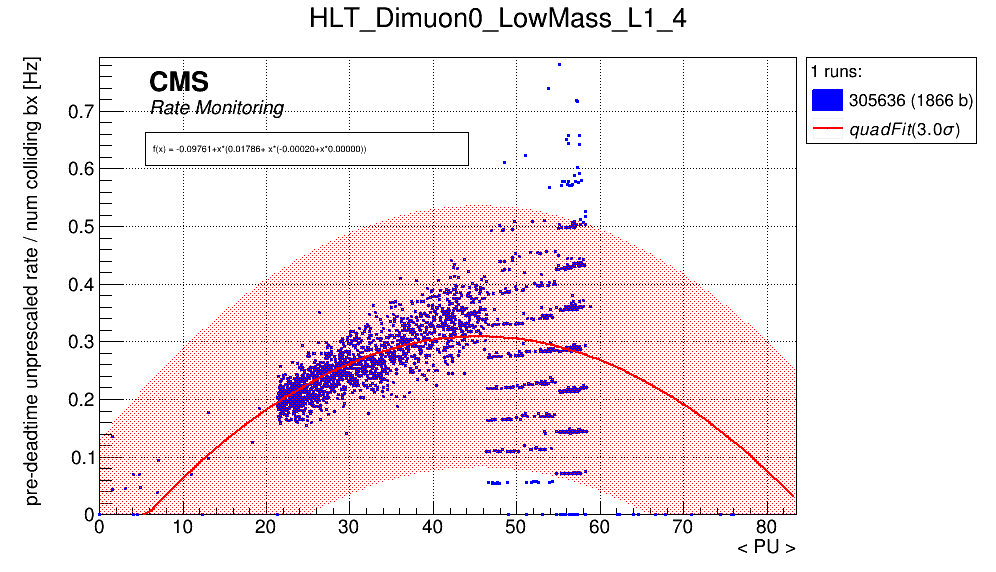 HLT_Dimuon0_LowMass_L1_4
pre-deadtime unprescaled rate / num colliding bx [Hz]
CMS
Rate Monitoring
f(x) = -0.09761+x*(0.01786+ x*(-0.00020+x*0.00000))
0.7
0.6
0.5
0.4
0.3
0.2
0.1
0
0 10 20 30 40 50 60 70 80
< PU >
1 runs:
305636 (1866 b)
quadFit(3.0σ)